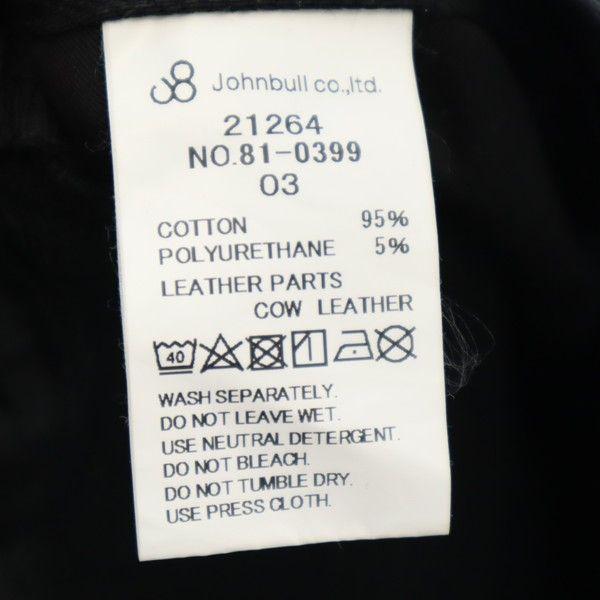 Johnbull co.,ltd.
21264
NO.81-0399
03
COTTON 95%
POLYURETHANE 5%
LEATHER PARTS
COW LEATHER
40
WASH SEPARATELY.
DO NOT LEAVE WET.
USE NEUTRAL DETERGENT.
DO NOT BLEACH.
DO NOT TUMBLE DRY.
USE PRESS CLOTH.